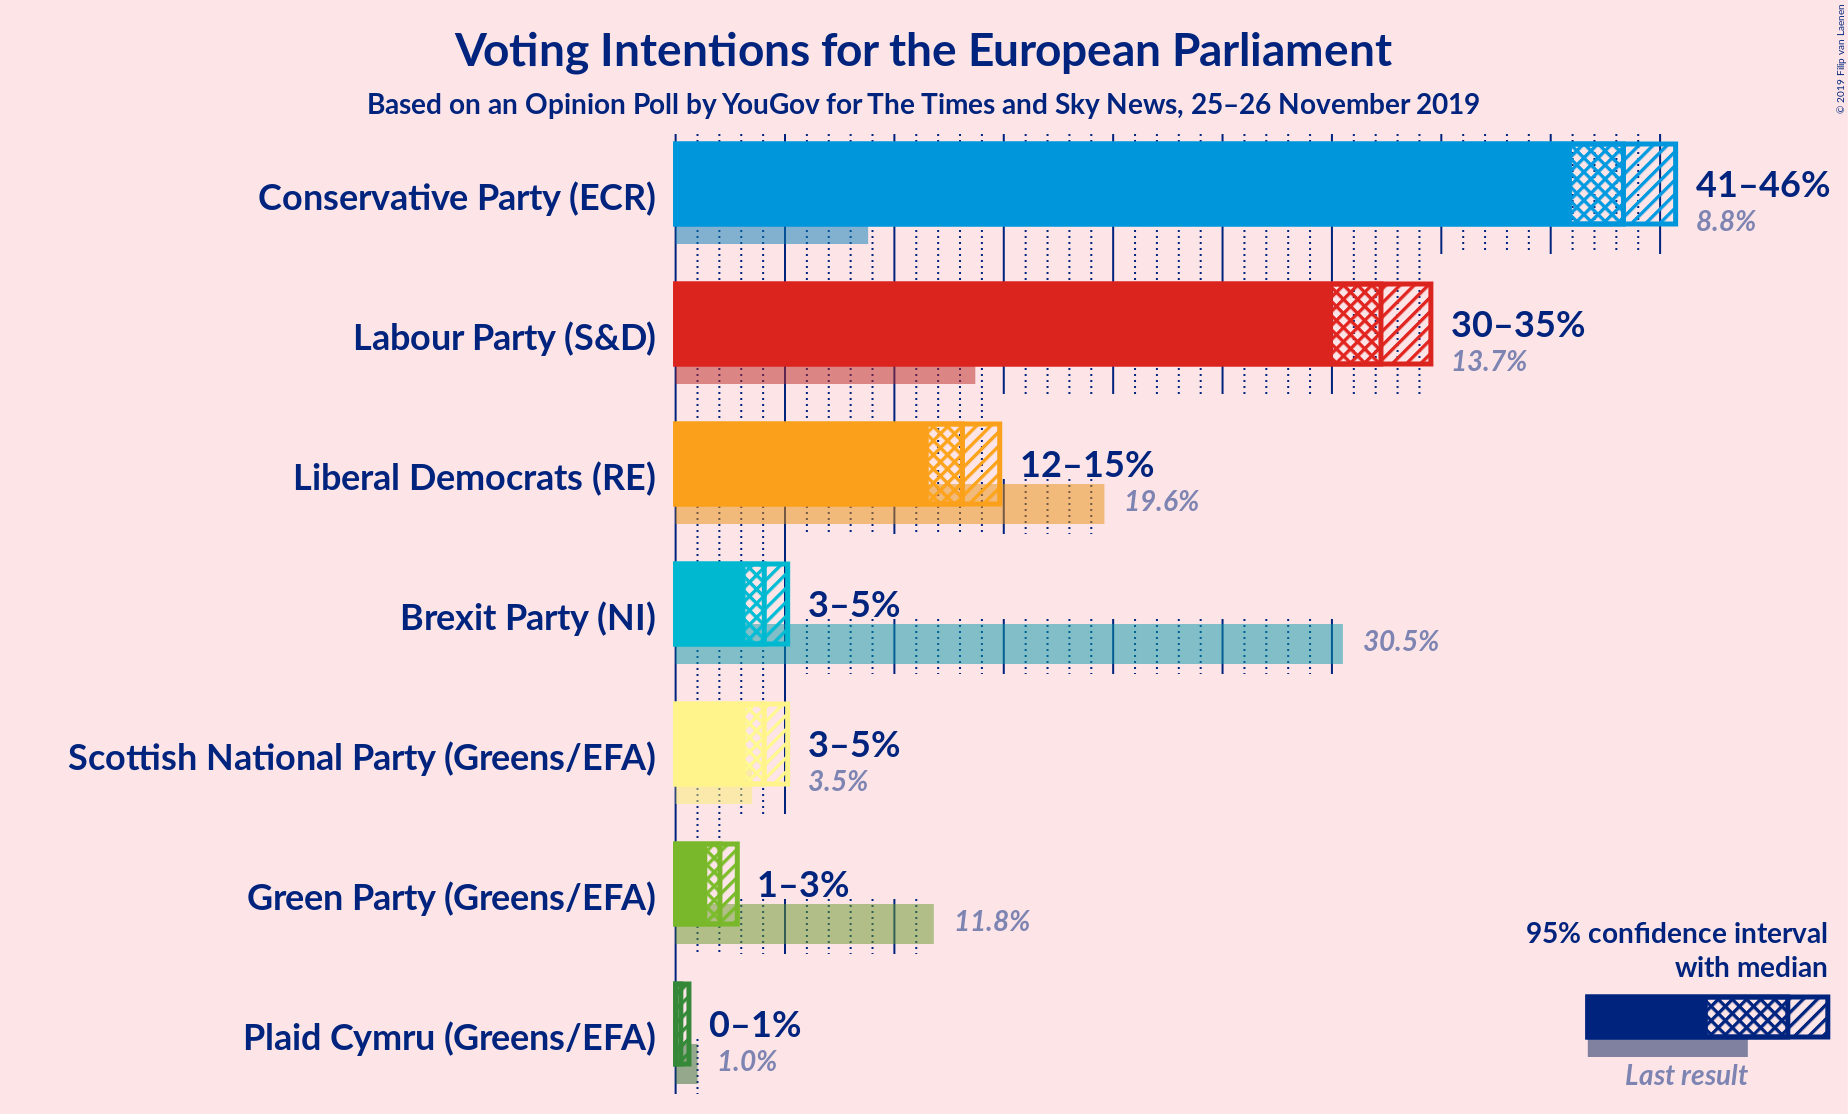 Voting Intentions for the European Parliament
Based on an Opinion Poll by YouGov for The Times and Sky News, 25–26 November 2019
© 2019 Filip van Laenen
Conservative Party (ECR)
41–46%
8.8%
Labour Party (S&D)
30–35%
13.7%
Liberal Democrats (RE)
12–15%
19.6%
Brexit Party (NI)
3–5%
30.5%
Scottish National Party (Greens/EFA)
3–5%
3.5%
Green Party (Greens/EFA)
1–3%
11.8%
Plaid Cymru (Greens/EFA)
0–1%
1.0%
95% confidence interval
with median
Last result